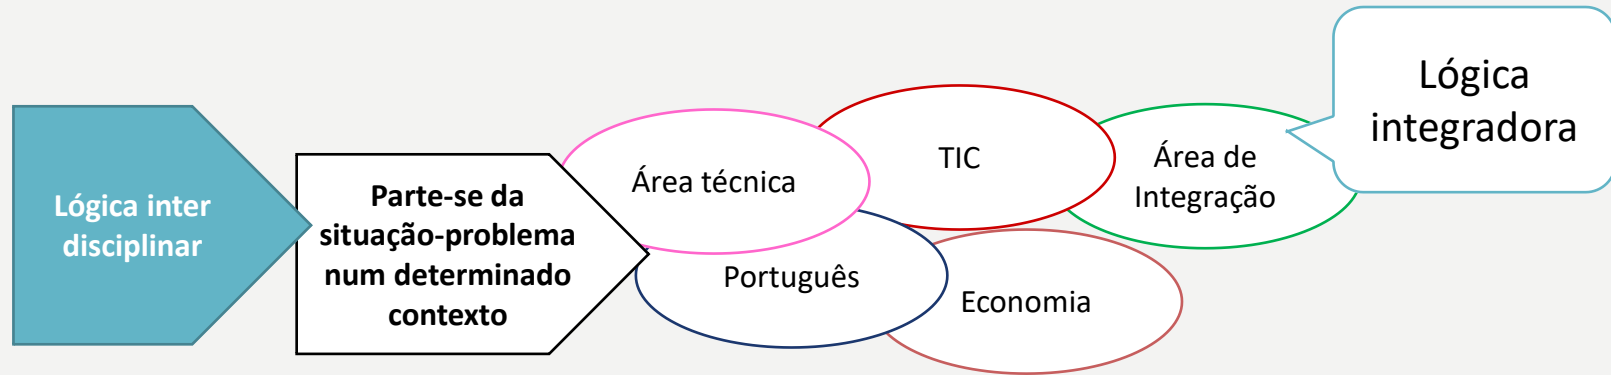 Lógica inter
disciplinar
Parte-se da
situação-problema
num determinado
contexto
Área técnica
TIC
Área de
Integração
Português
Economia
Lógica
integradora